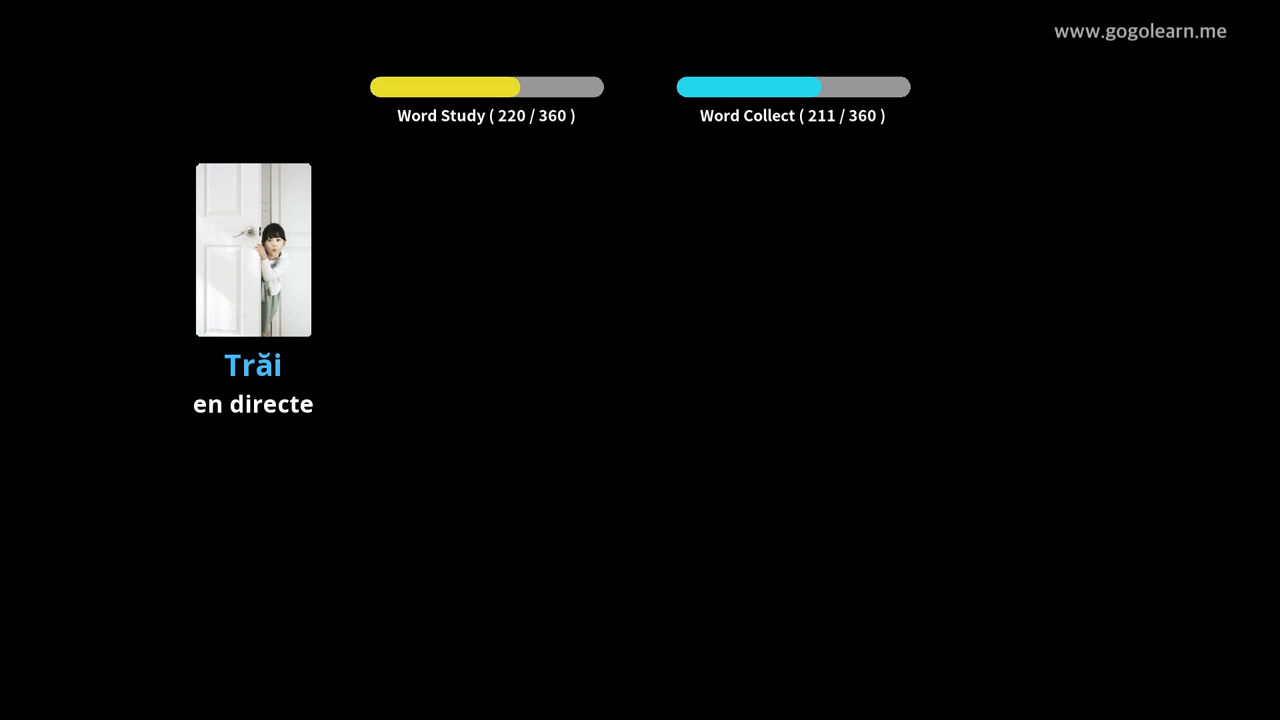 www.gogolearn.me
Word Study ( 220 / 360 )
Word Collect ( 211 / 360 )
Trăi
en directe